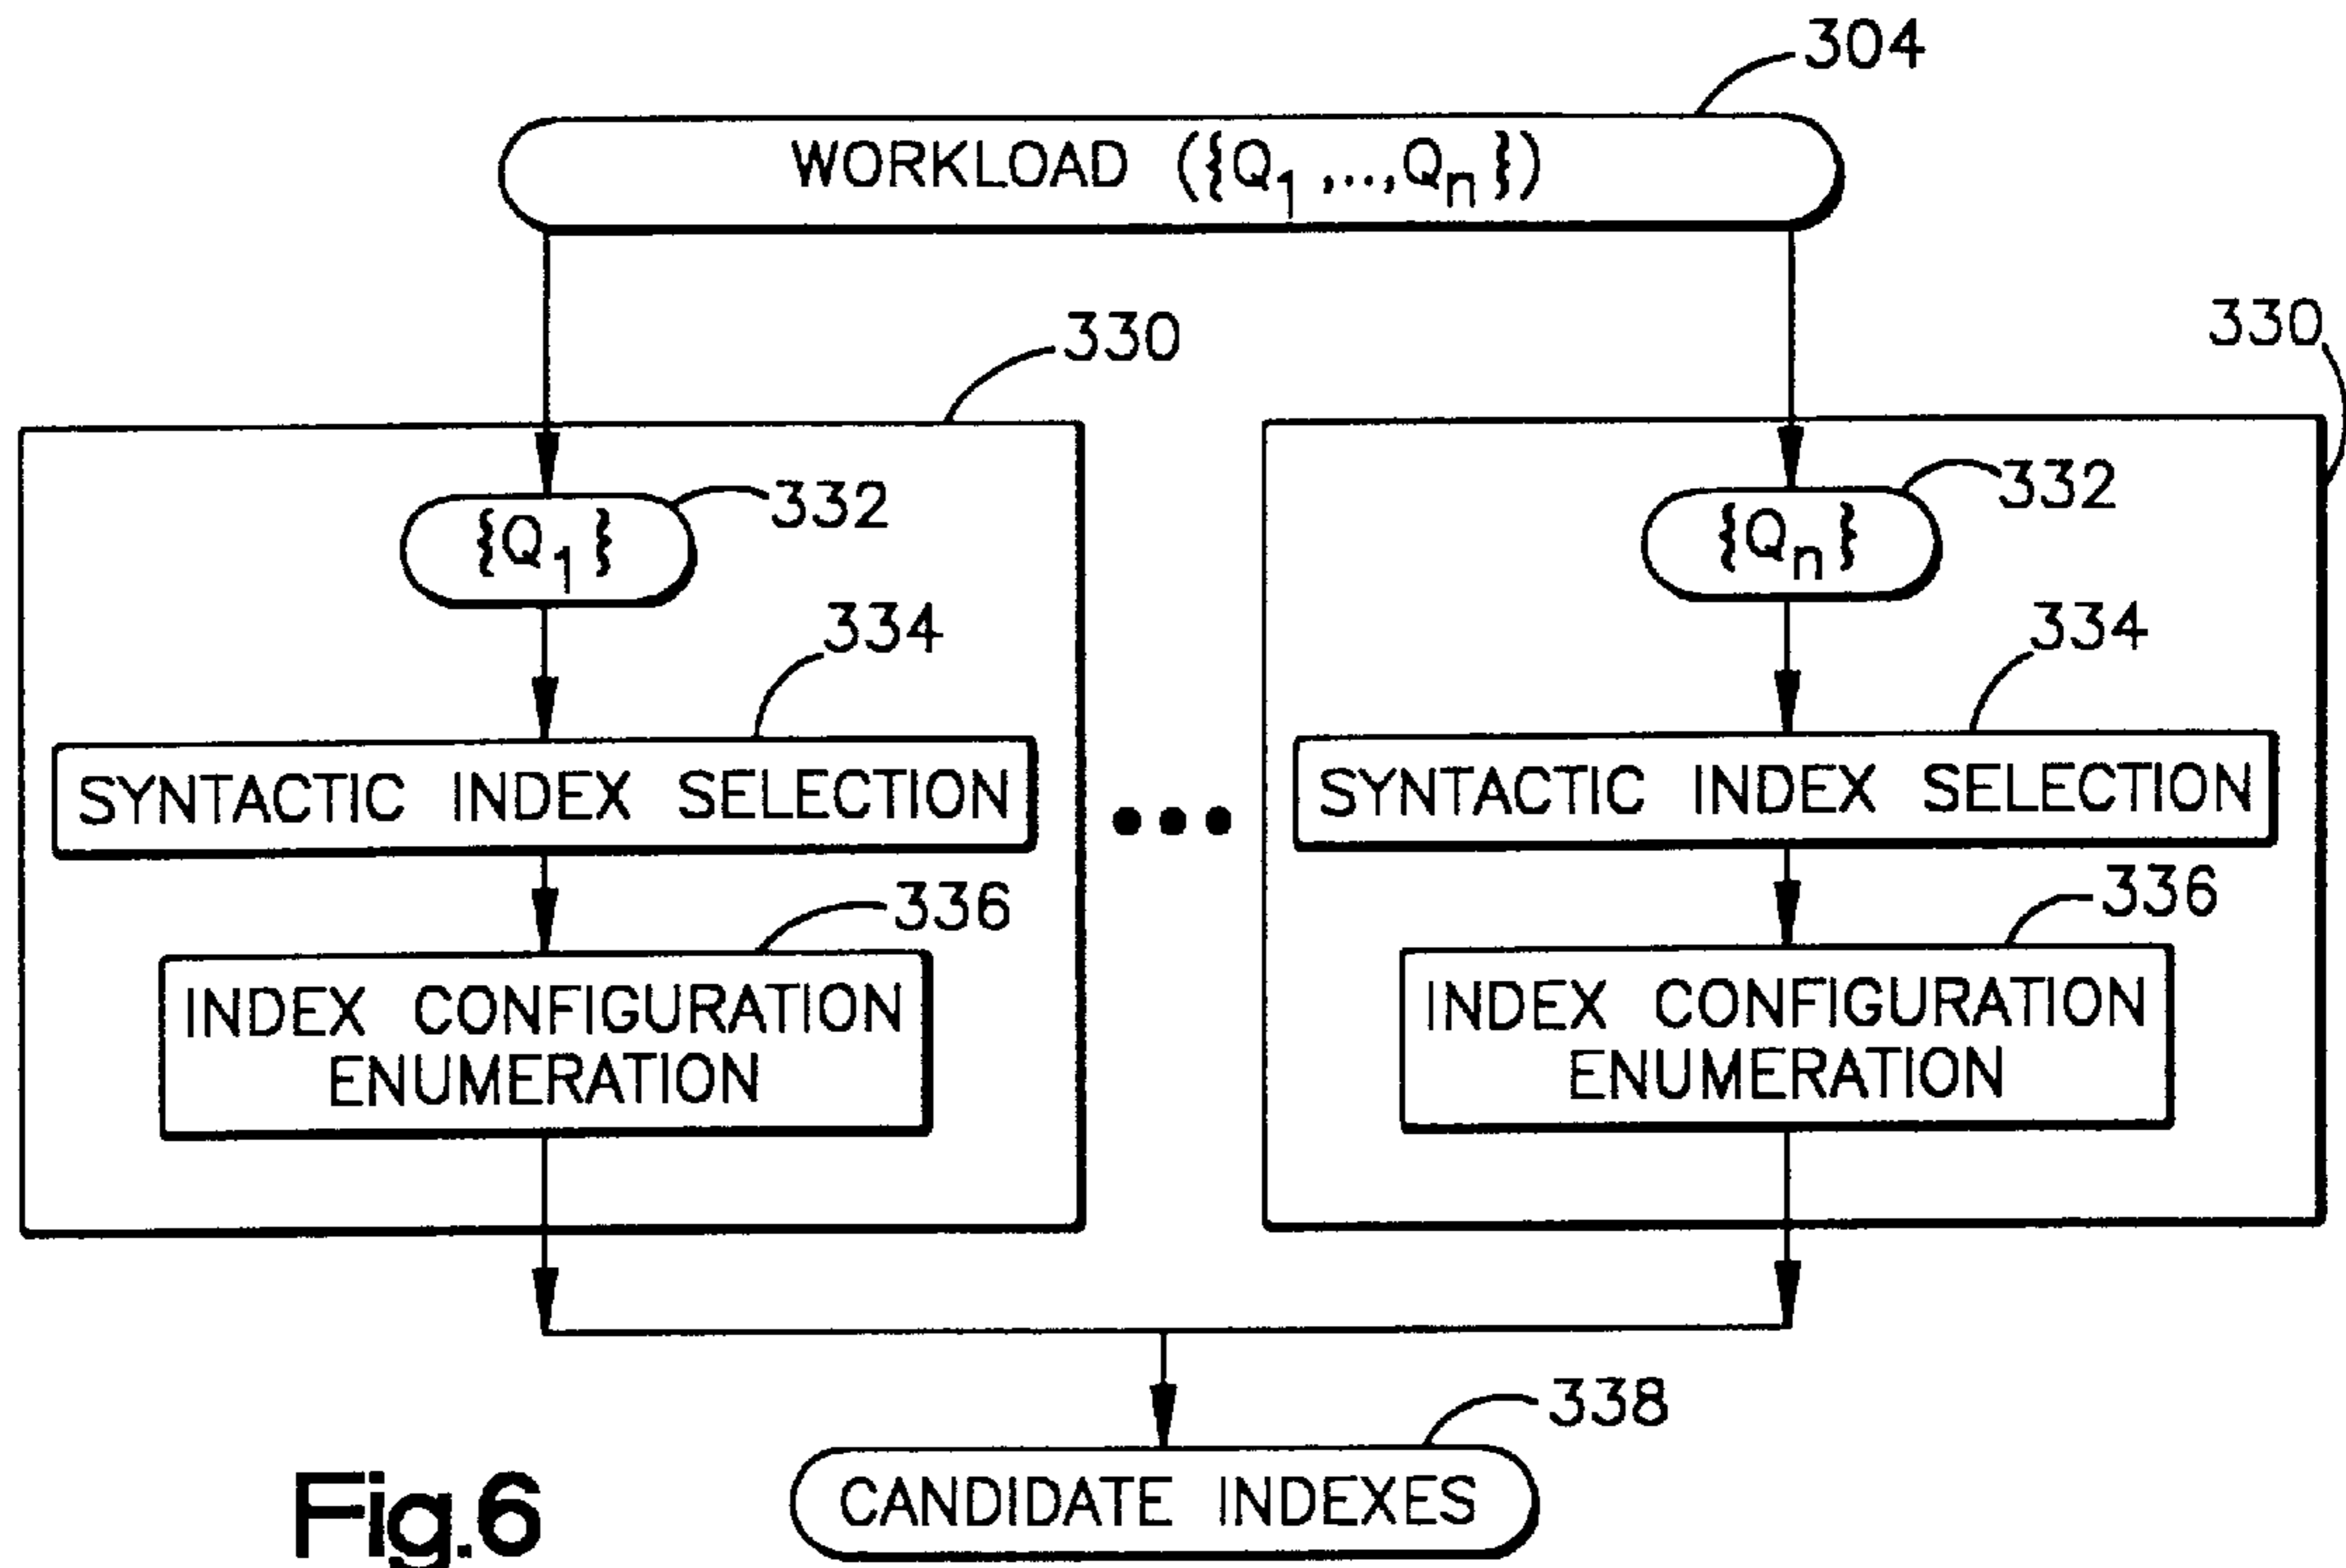 304
WORKLOAD ({Q1,...,Qn})
330
330
{Q1}
332
{Qn}
332
334
334
SYNTACTIC INDEX SELECTION
SYNTACTIC INDEX SELECTION
336
336
INDEX CONFIGURATION
ENUMERATION
INDEX CONFIGURATION
ENUMERATION
338
CANDIDATE INDEXES
Fig.6